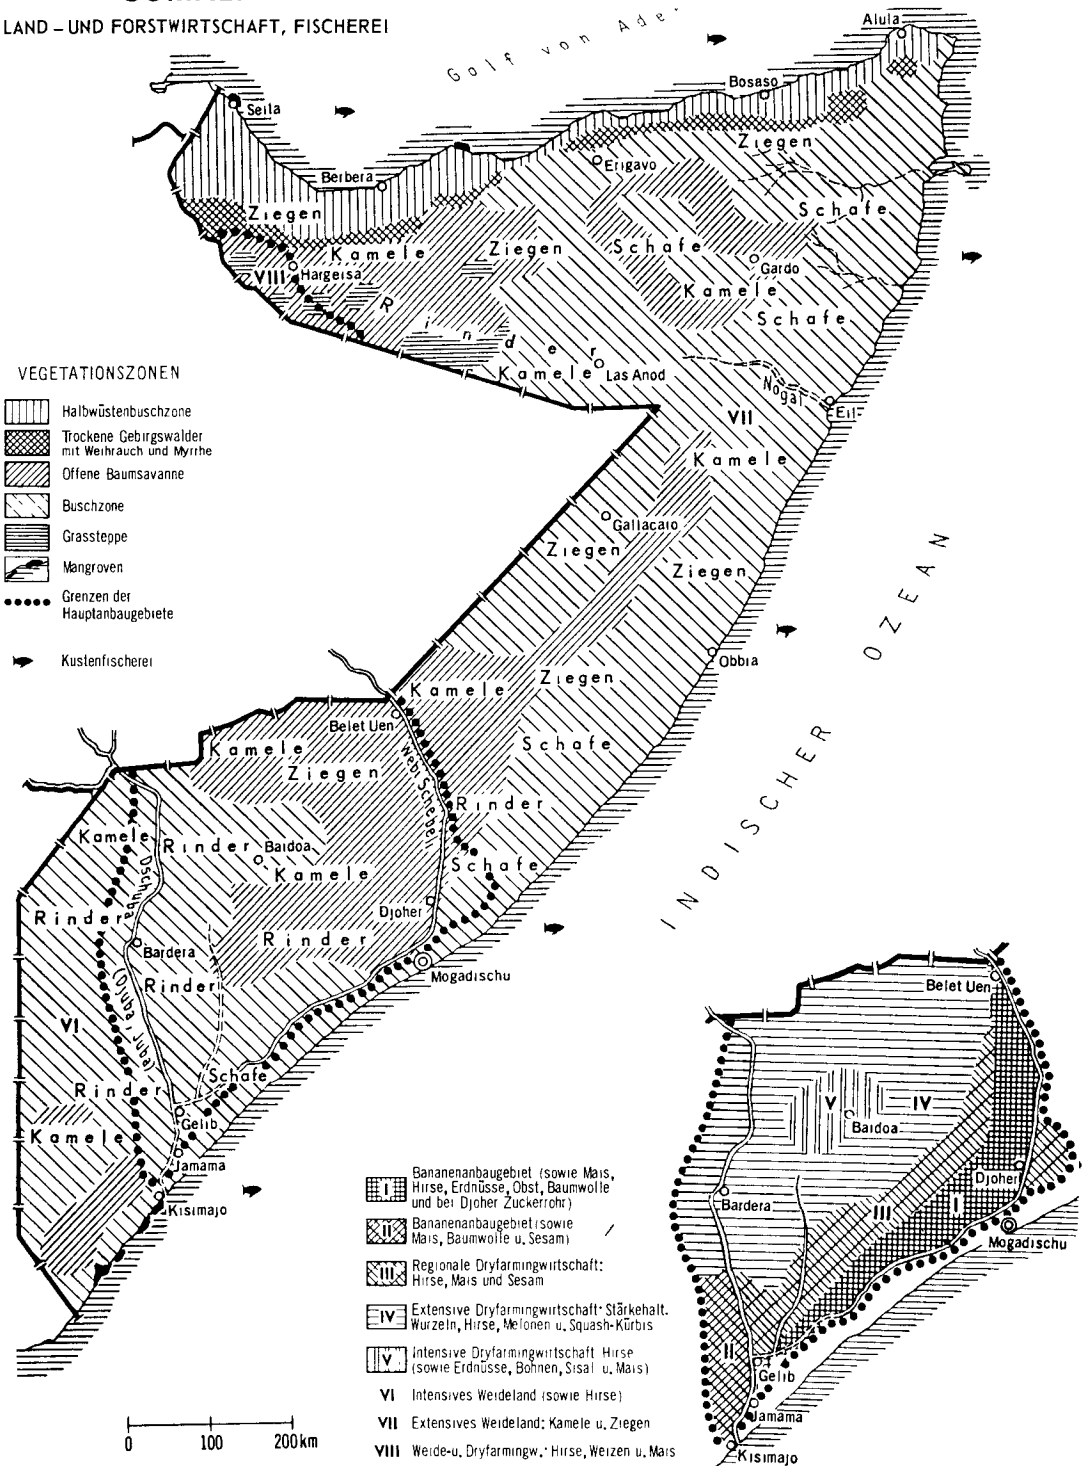 LAND – UND FORSTWIRTSCHAFT, FISCHEREI
Golf von Aden
Alula
Bosaso
Seila
Berbera
Erigavo
Ziegen
Schafe
Ziegen
Kamele
Ziegen
Schafe
VIII
Hargeisa
Gardo
Kamele
Schafe
Rinder
Kamele
Las Anod
Nogal
Eil
VII
Kamele
Gallacaio
Ziegen
Ziegen
Obbia
INDISCHER OZEAN
VEGETATIONSZONEN
Halbwüstenbuschzone
Trockene Gebirgswälder
mit Weihrauch und Myrrhe
Offene Baumsavanne
Buschzone
Grassteppe
Mangroven
Grenzen der
Hauptanbaugebiete
Küstenfischerei
Kamele
Ziegen
Belet Uen
Webi Schebeli
Kamele
Ziegen
Schafe
Rinder
Kamele
Rinder
Baidoa
Kamele
Schafe
Dschuba
(Djuba, Juba)
Rinder
Djoher
Bardera
Rinder
Mogadischu
Rinder
VI
Schafe
Rinder
Gelib
Kamele
Jamama
Kisimajo
Belet Uen
V
IV
Baidoa
Djoher
Bardera
III
I
Mogadischu
II
Gelib
Jamama
Kisimajo
I Bananenanbaugebiet (sowie Mais,
Hirse, Erdnüsse, Obst, Baumwolle
und bei Djoher Zuckerrohr)
II Bananenanbaugebiet (sowie
Mais, Baumwolle u. Sesam)
III Regionale Dryfarmingwirtschaft:
Hirse, Mais und Sesam
IV Extensive Dryfarmingwirtschaft: Stärkehalt.
Wurzeln, Hirse, Melonen u. Squash-Kürbis
V Intensive Dryfarmingwirtschaft Hirse
(sowie Erdnüsse, Bohnen, Sisal u. Mais)
VI Intensives Weideland (sowie Hirse)
VII Extensives Weideland: Kamele u. Ziegen
VIII Weide-u. Dryfarmingw.: Hirse, Weizen u. Mais
0 100 200km